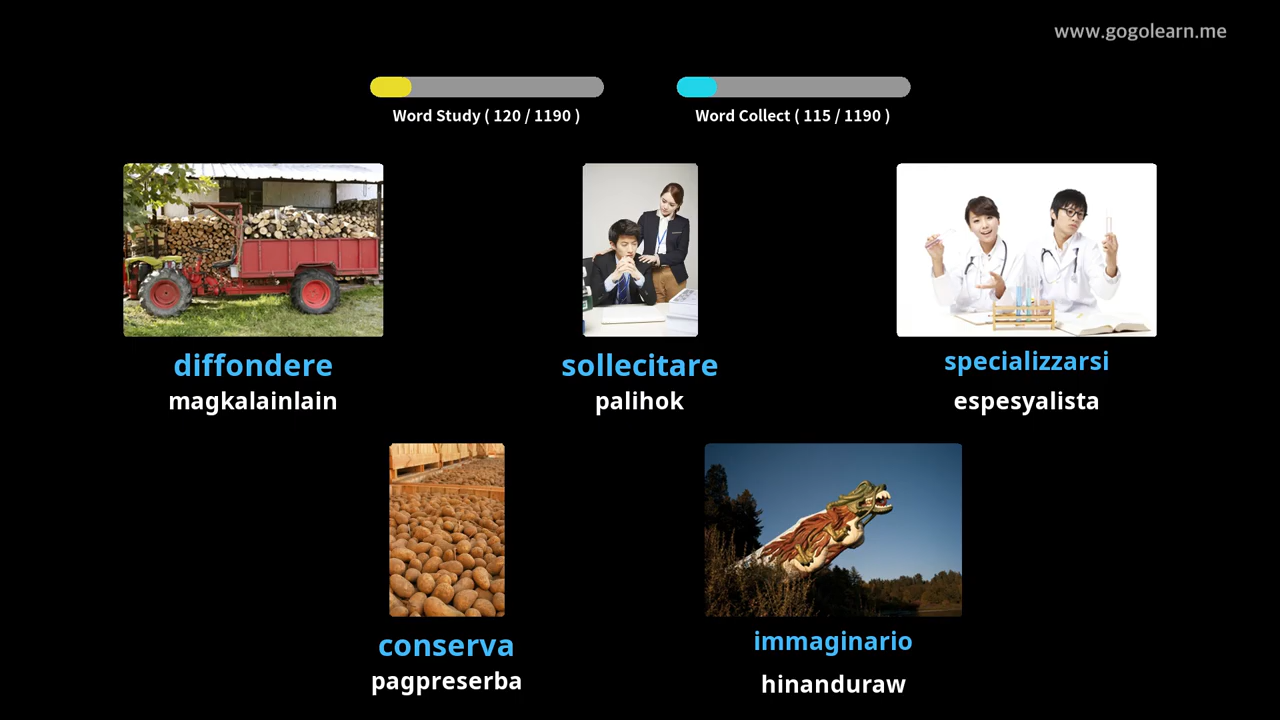 www.gogolearn.me
Word Study ( 120 / 1190 )
Word Collect ( 115 / 1190 )
diffondere
magkalainlain
sollecitare
palihok
specializzarsi
espesyalista
conserva
pagpreserba
immaginario
hinanduraw